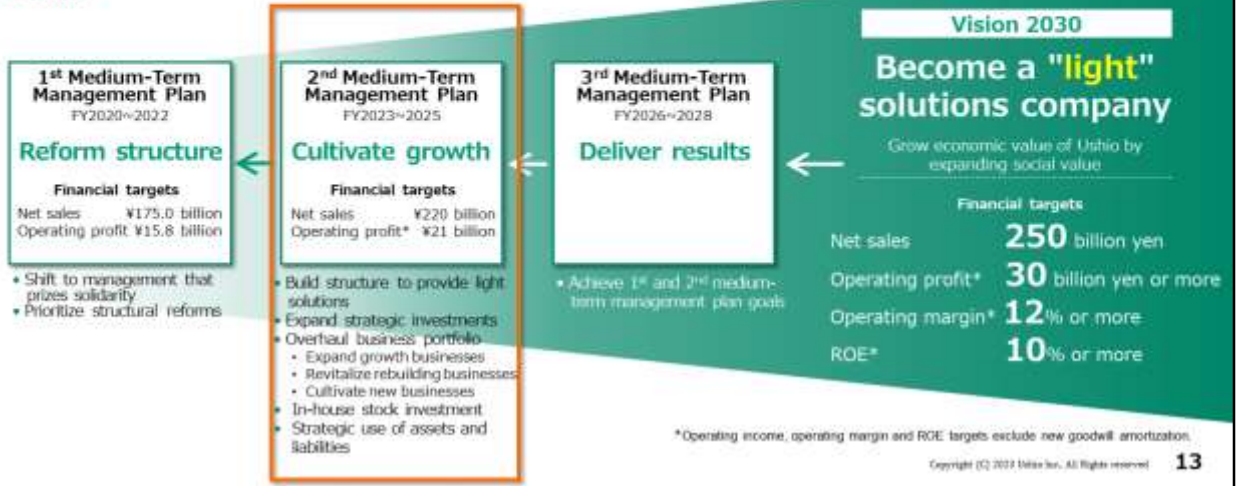 1st Medium-Term
Management Plan
FY2020~2022
Reform structure
Financial targets
Net sales ¥175.0 billion
Operating profit ¥15.8 billion
• Shift to management that
prizes solidarity
• Prioritize structural reforms
2nd Medium-Term
Management Plan
FY2023~2025
Cultivate growth
Financial targets
Net sales ¥220 billion
Operating profit* ¥21 billion
• Build structure to provide light
solutions
• Expand strategic investments
• Overhaul business portfolio
• Expand growth businesses
• Revitalize rebuilding businesses
• Cultivate new businesses
• In-house stock investment
• Strategic use of assets and
liabilities
3rd Medium-Term
Management Plan
FY2026~2028
Deliver results
• Achieve 1st and 2nd medium-
term management plan goals
Vision 2030
Become a "light"
solutions company
Grow economic value of Ushio by
expanding social value
Financial targets
Net sales 250 billion yen
Operating profit* 30 billion yen or more
Operating margin* 12% or more
ROE* 10% or more
*Operating income, operating margin and ROE targets exclude new goodwill amortization.
Copyright (C) 2023 Ushio Inc. All Rights reserved 13